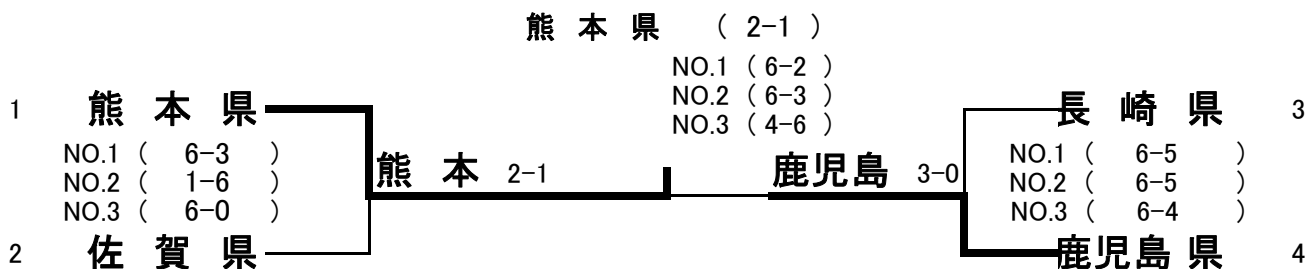 熊 本 県 ( 2-1 )
NO.1 ( 6-2 )
NO.2 ( 6-3 )
NO.3 ( 4-6 )
1 熊 本 県
NO.1 ( 6-3 )
NO.2 ( 1-6 )
NO.3 ( 6-0 )
熊 本 2-1
2 佐 賀 県
鹿児島 3-0
長 崎 県 3
NO.1 ( 6-5 )
NO.2 ( 6-5 )
NO.3 ( 6-4 )
鹿児島県 4